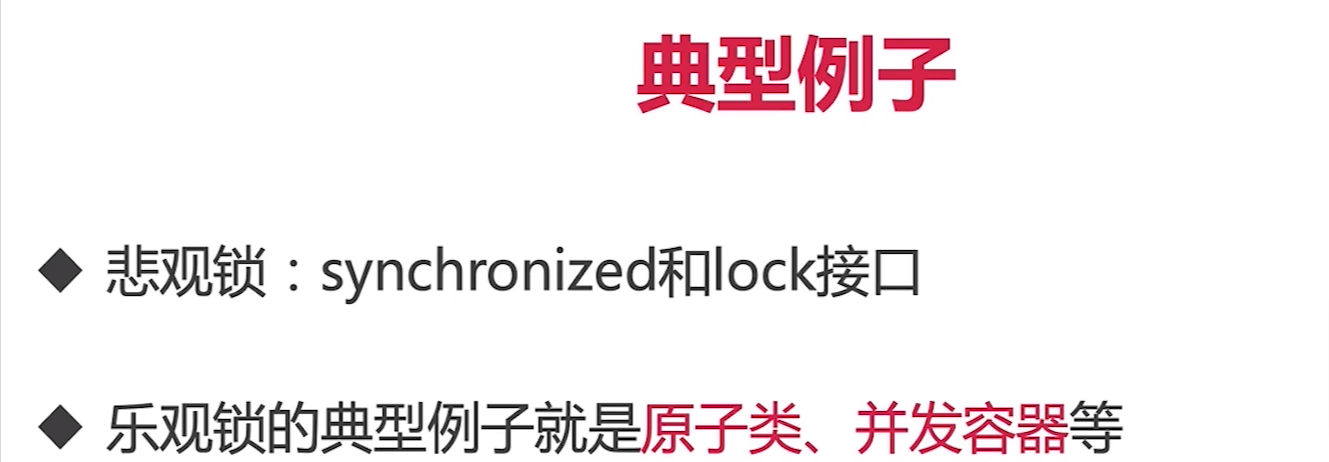 典型例子
◆ 悲观锁：synchronized和lock接口
◆ 乐观锁的典型例子就是原子类、并发容器等